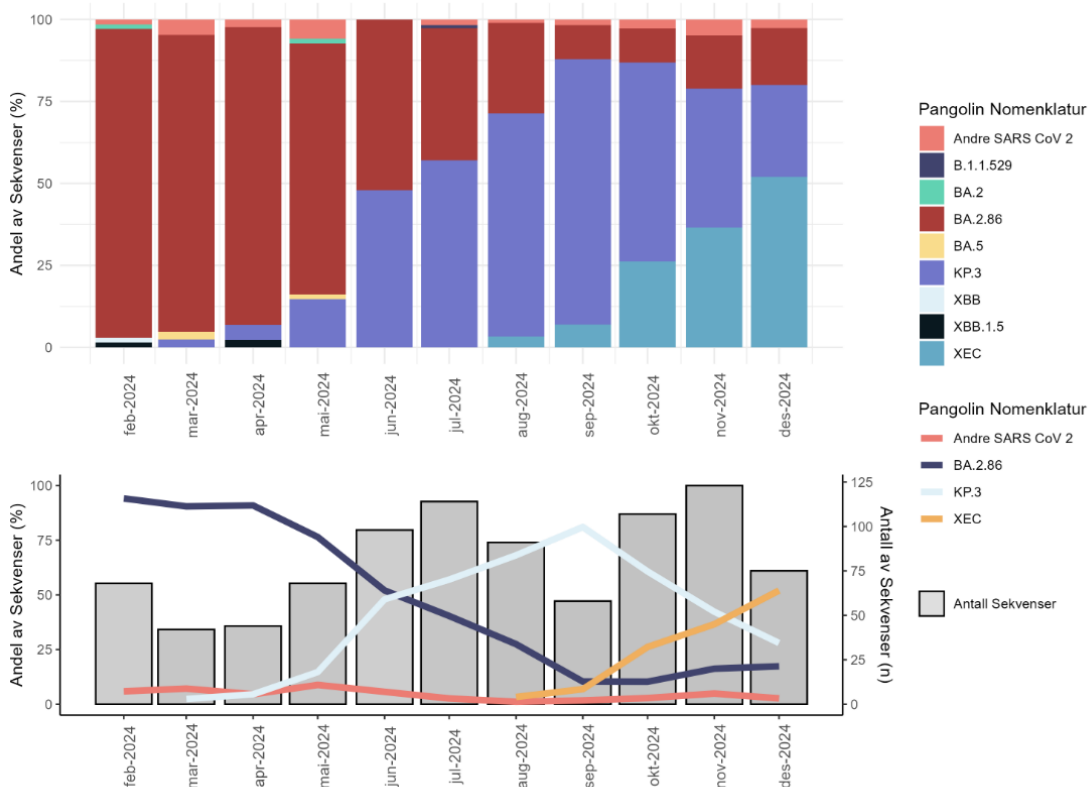 Andel av Sekvenser (%)
100
75
50
25
0
feb-2024
mar-2024
apr-2024
mai-2024
jun-2024
jul-2024
aug-2024
sep-2024
okt-2024
nov-2024
des-2024
Pangolin Nomenklatur
Andre SARS CoV 2
B.1.1.529
BA.2
BA.2.86
BA.5
KP.3
XBB
XBB.1.5
XEC
Andel av Sekvenser (%)
100
75
50
25
0
feb-2024
mar-2024
apr-2024
mai-2024
jun-2024
jul-2024
aug-2024
sep-2024
okt-2024
nov-2024
des-2024
125
100
75
50
25
0
Antall av Sekvenser (n)
Pangolin Nomenklatur
Andre SARS CoV 2
BA.2.86
KP.3
XEC
Antall Sekvenser